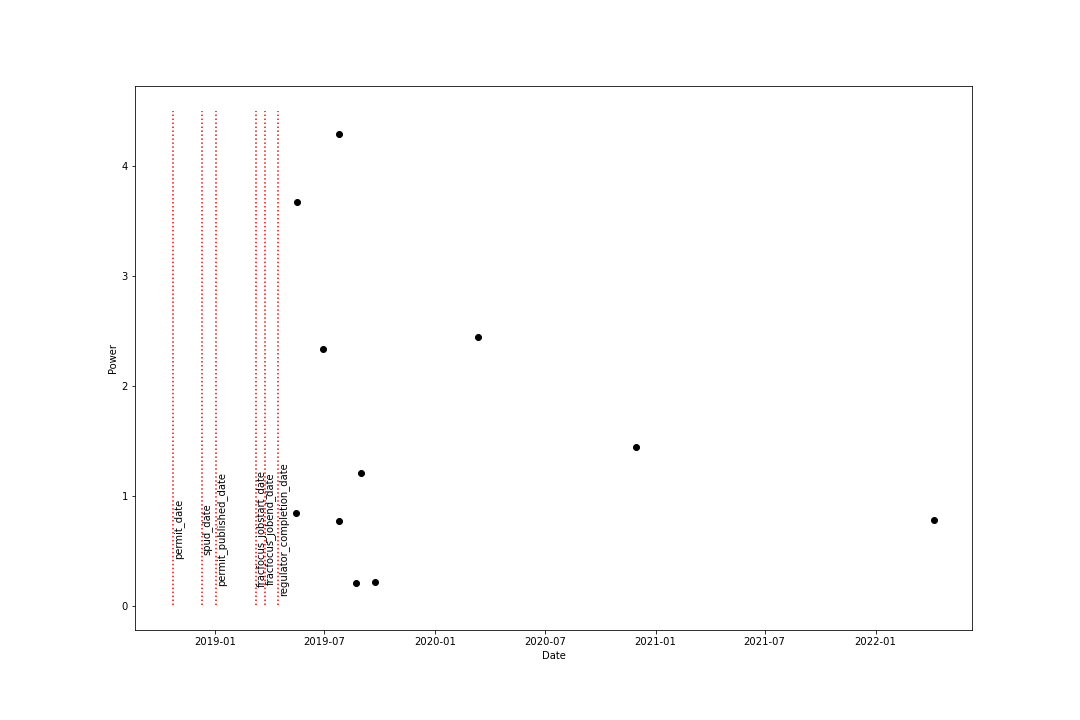 4
3
2
1
0
Power
permit_date
spud_date
permit_published_date
fracfocus_jobstart_date
fracfocus_jobend_date
regulator_completion_date
2019-01
2019-07
2020-01
2020-07
2021-01
2021-07
2022-01
Date